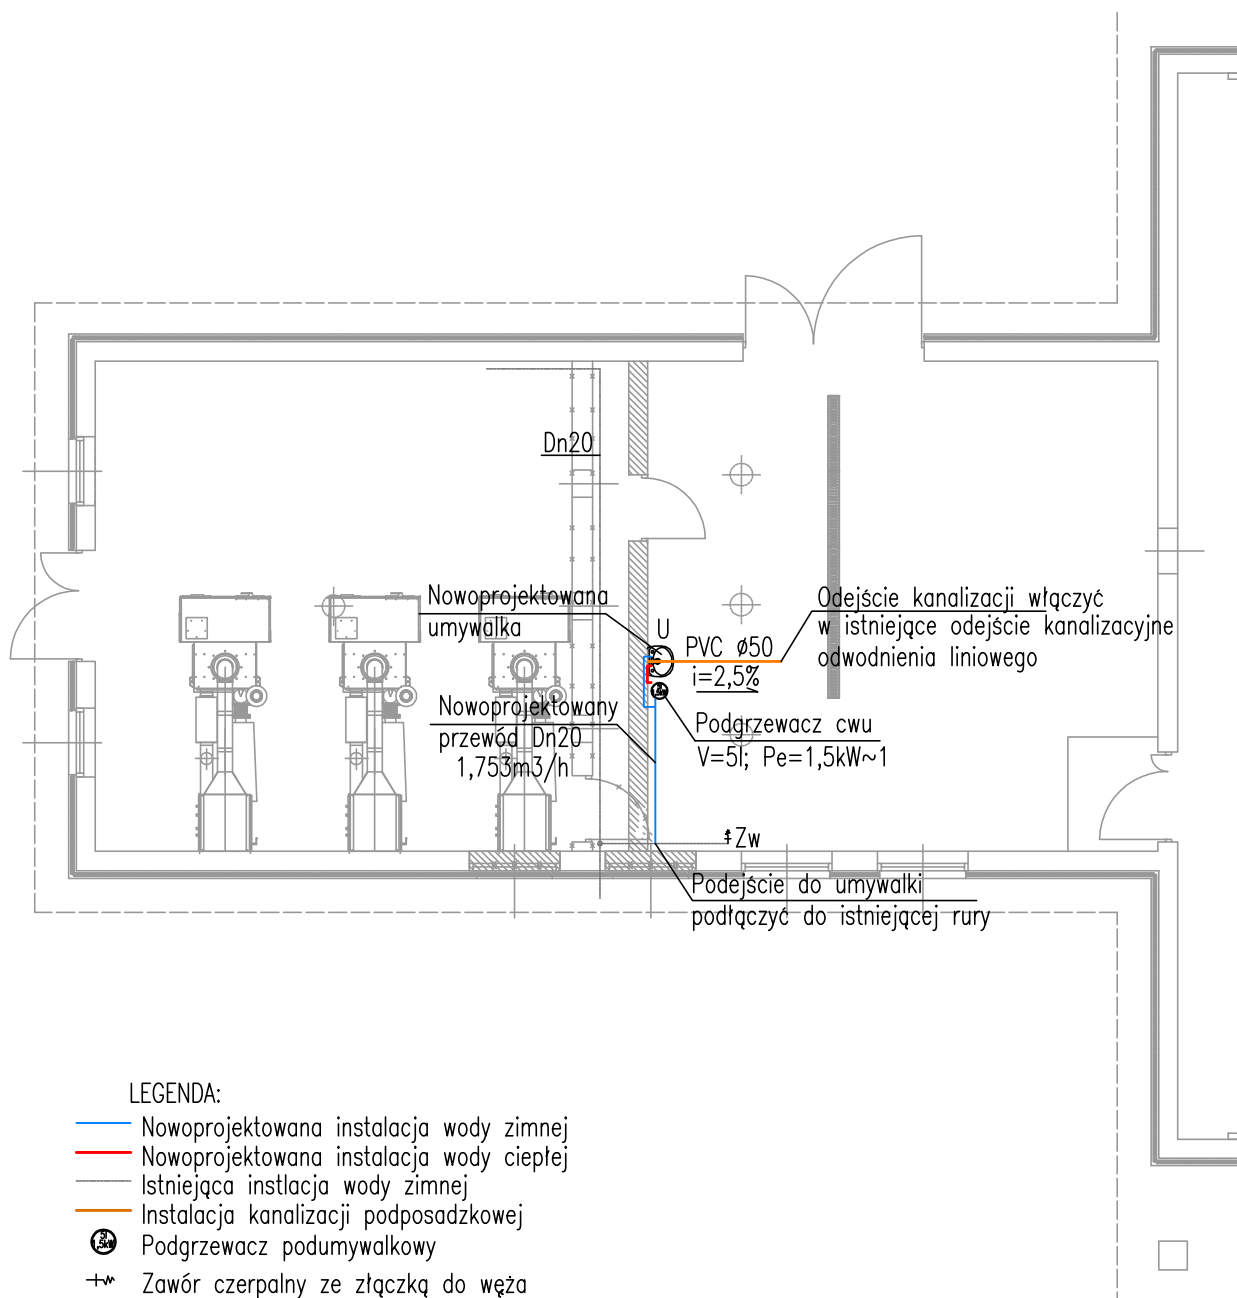 Dn20
Nowoprojektowana
umywalka
U
PVC ø50
i=2,5%
Odejście kanalizacji włączyć
w istniejące odejście kanalizacyjne
odwodnienia liniowego
Nowoprojektowany
przewód Dn20
1,753m3/h
Podgrzewacz cwu
V=5l; Pe=1,5kW~1
Zw
Podejście do umywalki
podłączyć do istniejącej rury
LEGENDA:
Nowoprojektowana instalacja wody zimnej
Nowoprojektowana instalacja wody ciepłej
Istniejąca instlacja wody zimnej
Instalacja kanalizacji podposadzkowej
5l
1,5kW
Podgrzewacz podumywalkowy
Zawór czerpalny ze złączką do węża